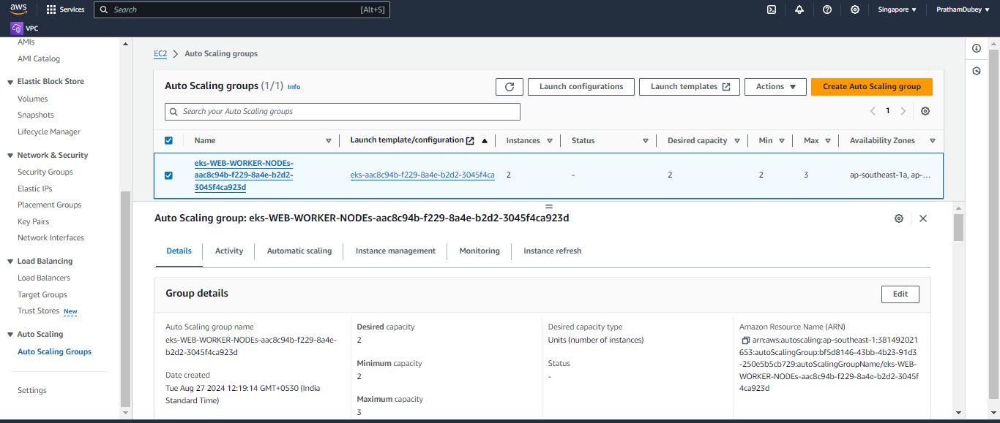 aws
Services
Search
[Alt+S]
Singapore
PrathamDubey
VPC
AMIs
AMI Catalog
Elastic Block Store
Volumes
Snapshots
Lifecycle Manager
Network & Security
Security Groups
Elastic IPs
Placement Groups
Key Pairs
Network Interfaces
Load Balancing
Load Balancers
Target Groups
Trust Stores New
Auto Scaling
Auto Scaling Groups
Settings
EC2 > Auto Scaling groups
Auto Scaling groups (1/1) Info
Launch configurations
Launch templates
Actions
Create Auto Scaling group
Search your Auto Scaling groups
1
Name
Launch template/configuration
Instances
Status
Desired capacity
Min
Max
Availability Zones
eks-WEB-WORKER-NODEs-
aac8c94b-f229-8a4e-b2d2-
3045f4ca923d
eks-aac8c94b-f229-8a4e-b2d2-3045f4ca
2
-
2
2
3
ap-southeast-1a, ap-...
Auto Scaling group: eks-WEB-WORKER-NODEs-aac8c94b-f229-8a4e-b2d2-3045f4ca923d
Details
Activity
Automatic scaling
Instance management
Monitoring
Instance refresh
Group details
Edit
Auto Scaling group name
eks-WEB-WORKER-NODEs-aac8c94b-f229-8a4e-
b2d2-3045f4ca923d
Date created
Tue Aug 27 2024 12:19:14 GMT+0530 (India
Standard Time)
Desired capacity
2
Minimum capacity
2
Maximum capacity
3
Desired capacity type
Units (number of instances)
Status
-
Amazon Resource Name (ARN)
arn:aws:autoscaling:ap-southeast-1:381492021
653:autoScalingGroup:bf5d8146-43bb-4b23-91d3
-250e5b5cb729:autoScalingGroupName/eks-WEB-
WORKER-NODEs-aac8c94b-f229-8a4e-b2d2-3045f
4ca923d